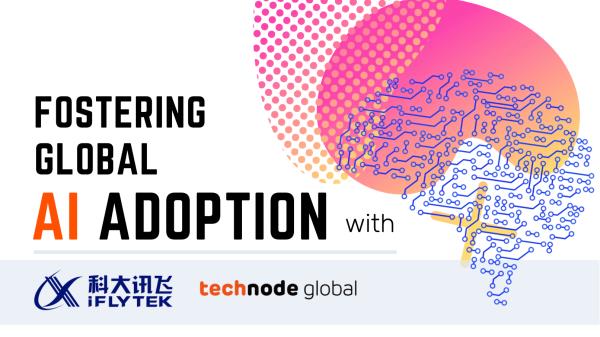 FOSTERING
GLOBAL
AI ADOPTION with
科大讯飞
iFLYTEK
technode global